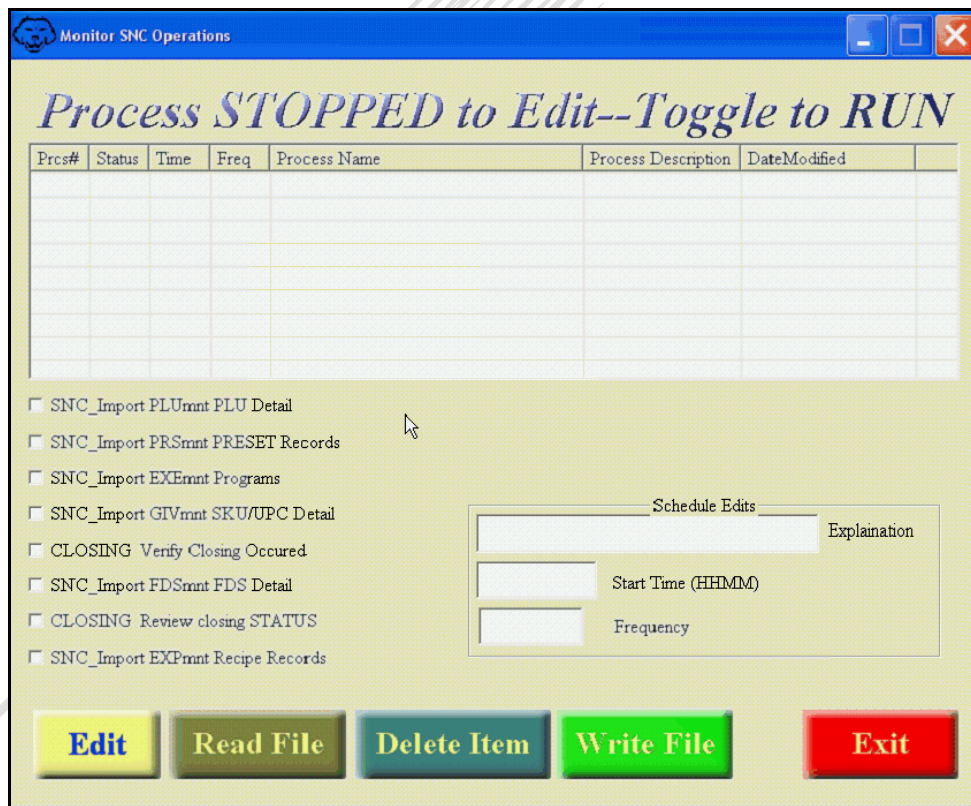 Monitor SNC Operations
Process STOPPED to Edit--Toggle to RUN
Prcs# Status Time Freq Process Name Process Description DateModified
SNC_Import PLUmnt PLU Detail
SNC_Import PRSmnt PRESET Records
SNC_Import EXEmnt Programs
SNC_Import GIVmnt SKU/UPC Detail
CLOSING Verify Closing Occured
SNC_Import FDSmnt FDS Detail
CLOSING Review closing STATUS
SNC_Import EXPmnt Recipe Records
Schedule Edits
Explaination
Start Time (HHMM)
Frequency
Edit Read File Delete Item Write File Exit